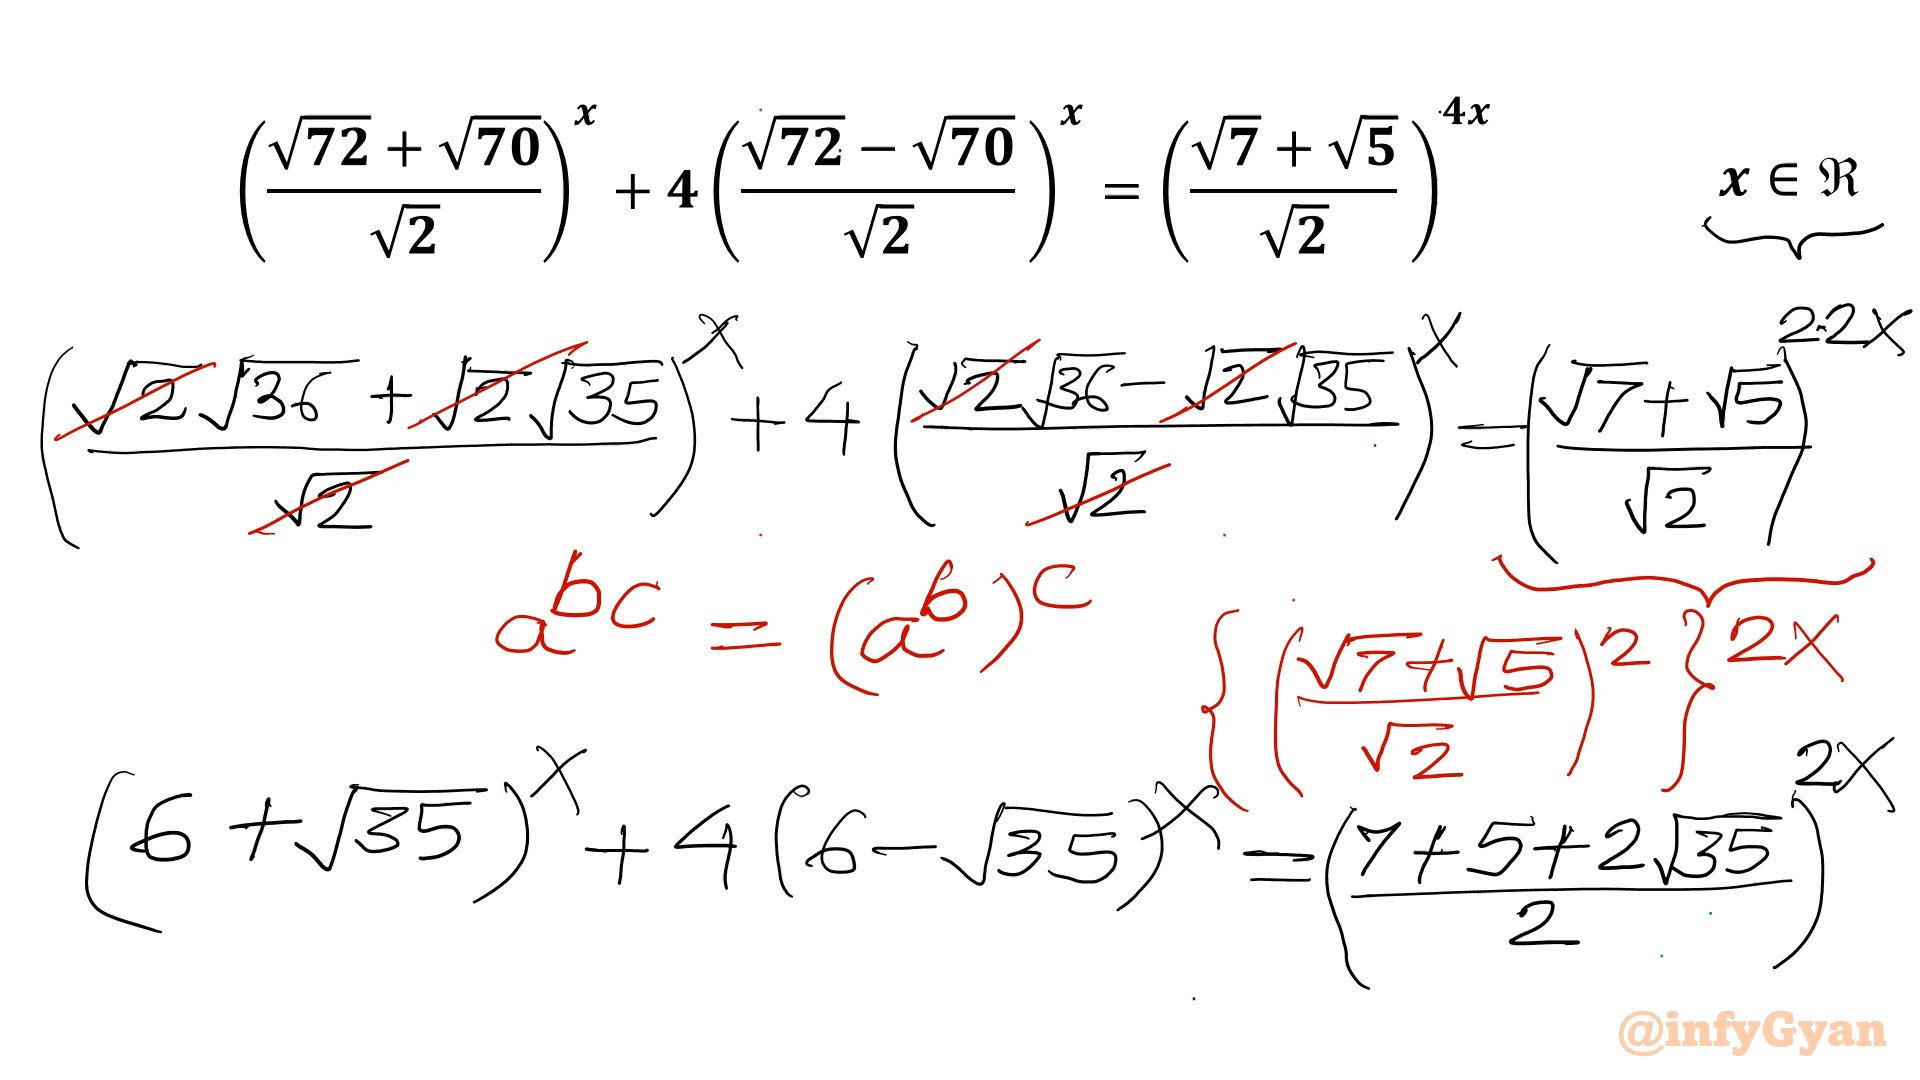 ((√72 + √70)/√2)^x + 4((√72 − √70)/√2)^x = ((√7 + √5)/√2)^4x
x ∈ ℜ
((√2√36 + √2√35)/√2)^x + 4((√2√36 − √2√35)/√2)^x = ((√7 + √5)/√2)^2·2x
a^bc = (a^b)^c
{((√7+√5)/√2)^2}^2x
(6 + √35)^x + 4(6 − √35)^x = ((7+5+2√35)/2)^2x
@infyGyan